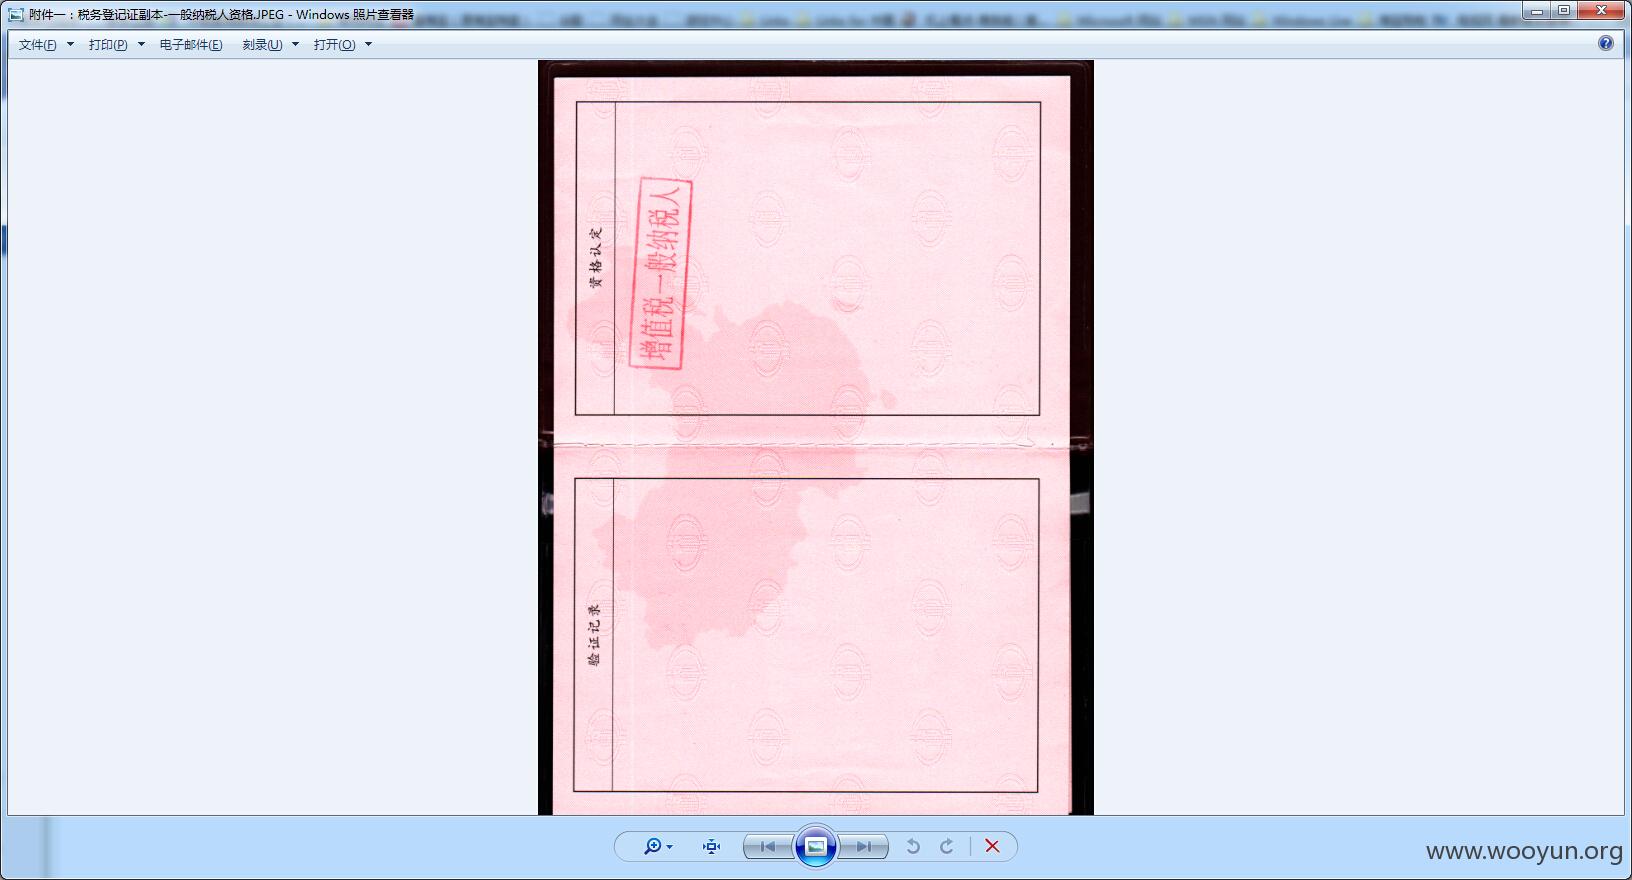 附件一：税务登记证副本-一般纳税人资格.JPEG - Windows 照片查看器
文件(F) 打印(P) 电子邮件(E) 刻录(U) 打开(O)
资格认定
增值税一般纳税人
验证记录
www.wooyun.org